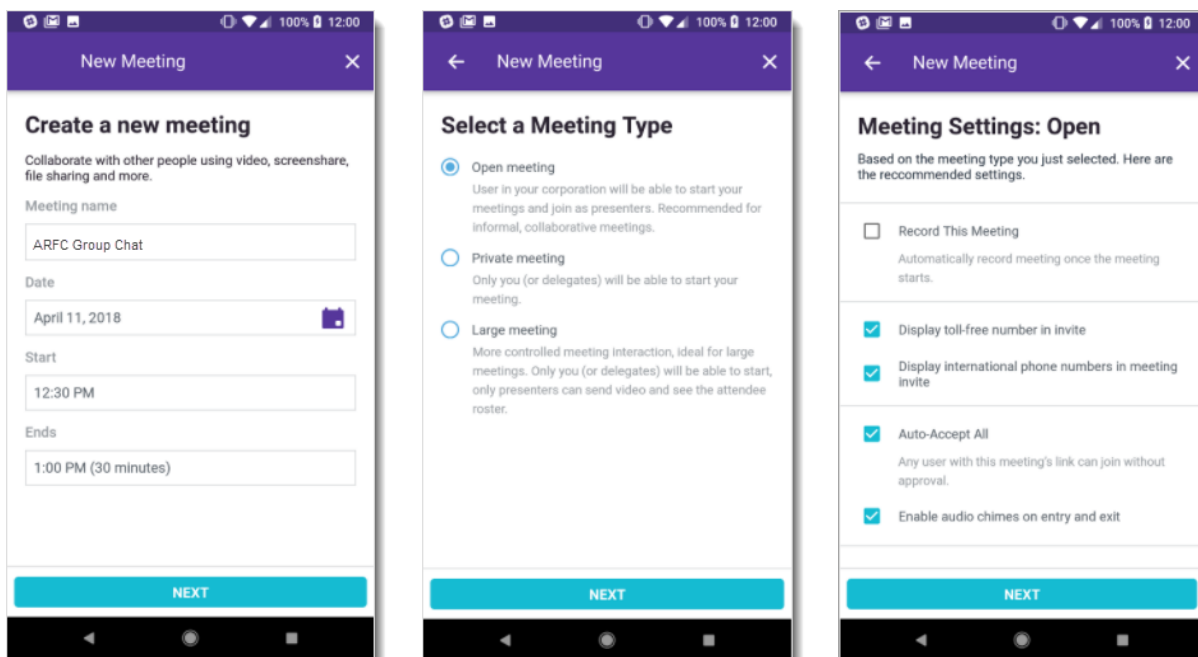 100% 12:00
New Meeting
Create a new meeting
Collaborate with other people using video, screenshare,
file sharing and more.
Meeting name
ARFC Group Chat
Date
April 11, 2018
Start
12:30 PM
Ends
1:00 PM (30 minutes)
NEXT
100% 12:00
New Meeting
Select a Meeting Type
Open meeting
User in your corporation will be able to start your
meetings and join as presenters. Recommended for
informal, collaborative meetings.
Private meeting
Only you (or delegates) will be able to start your
meeting.
Large meeting
More controlled meeting interaction, ideal for large
meetings. Only you (or delegates) will be able to start,
only presenters can send video and see the attendee
roster.
NEXT
100% 12:00
New Meeting
Meeting Settings: Open
Based on the meeting type you just selected. Here are
the reccommended settings.
Record This Meeting
Automatically record meeting once the meeting
starts.
Display toll-free number in invite
Display international phone numbers in meeting
invite
Auto-Accept All
Any user with this meeting's link can join without
approval.
Enable audio chimes on entry and exit
NEXT